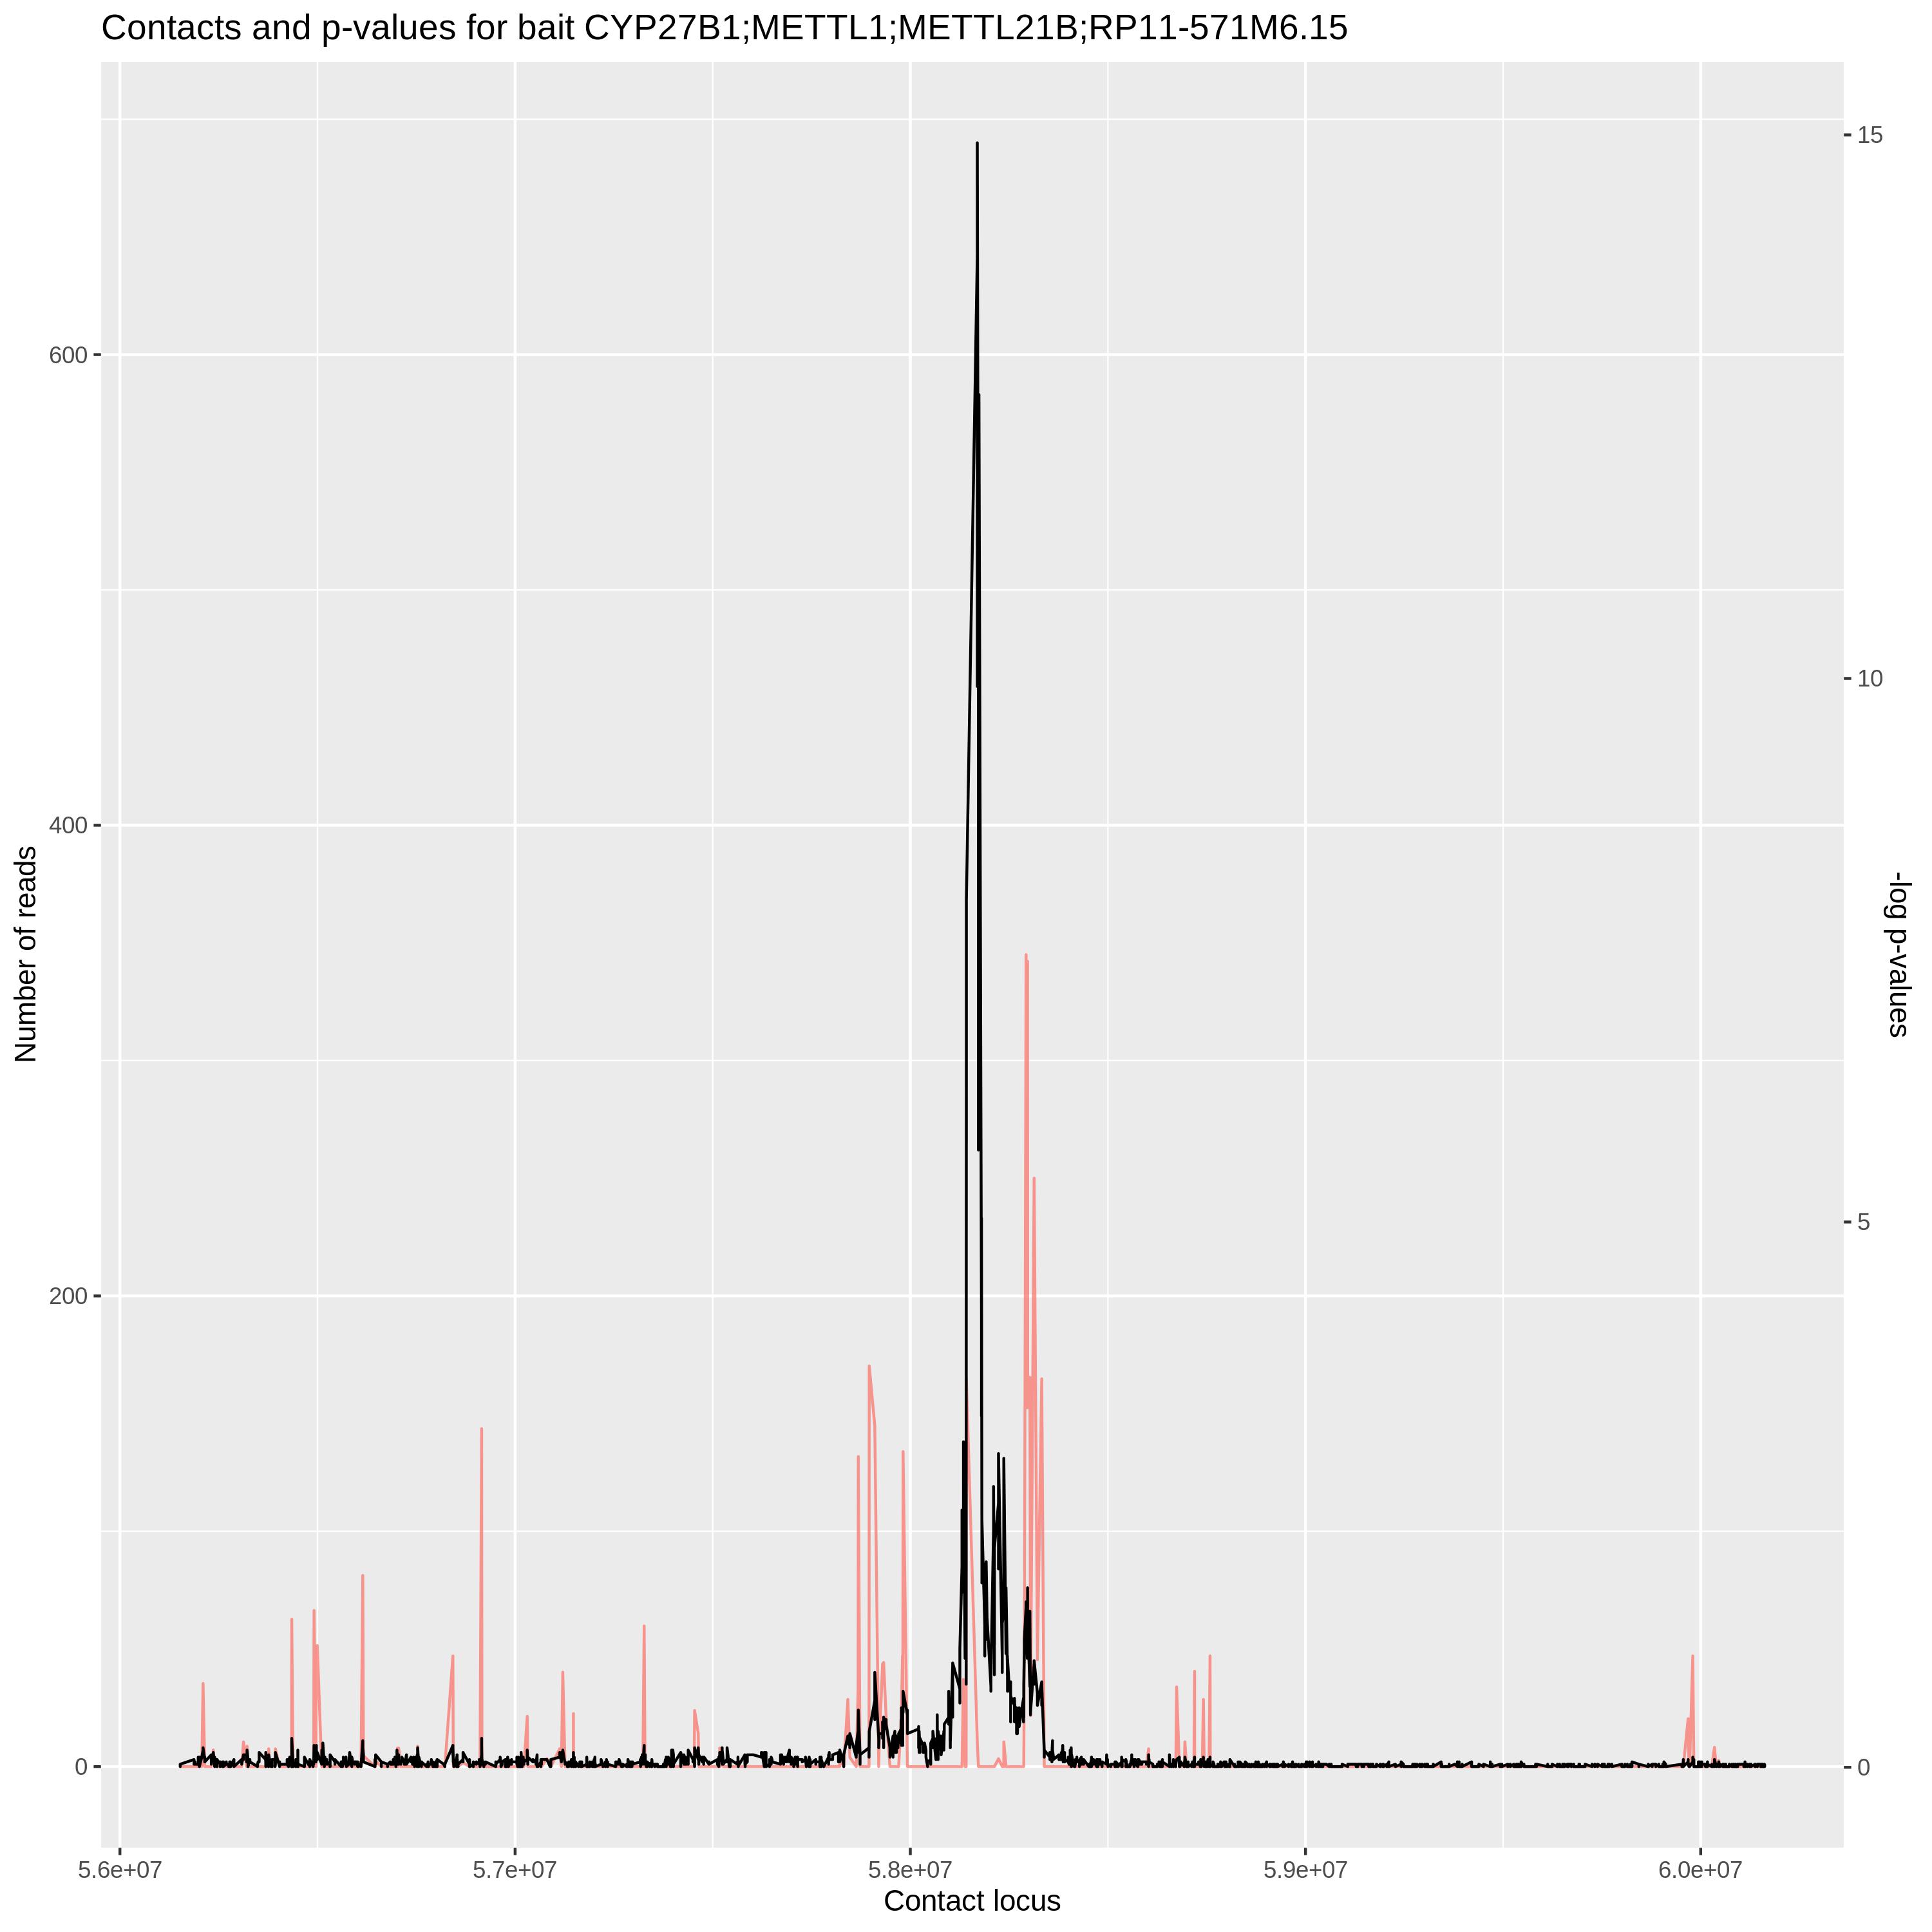 Contacts and p-values for bait CYP27B1;METTL1;METTL21B;RP11-571M6.15
Number of reads
600
400
200
0
15
10
5
0
-log p-values
5.6e+07
5.7e+07
5.8e+07
5.9e+07
6.0e+07
Contact locus